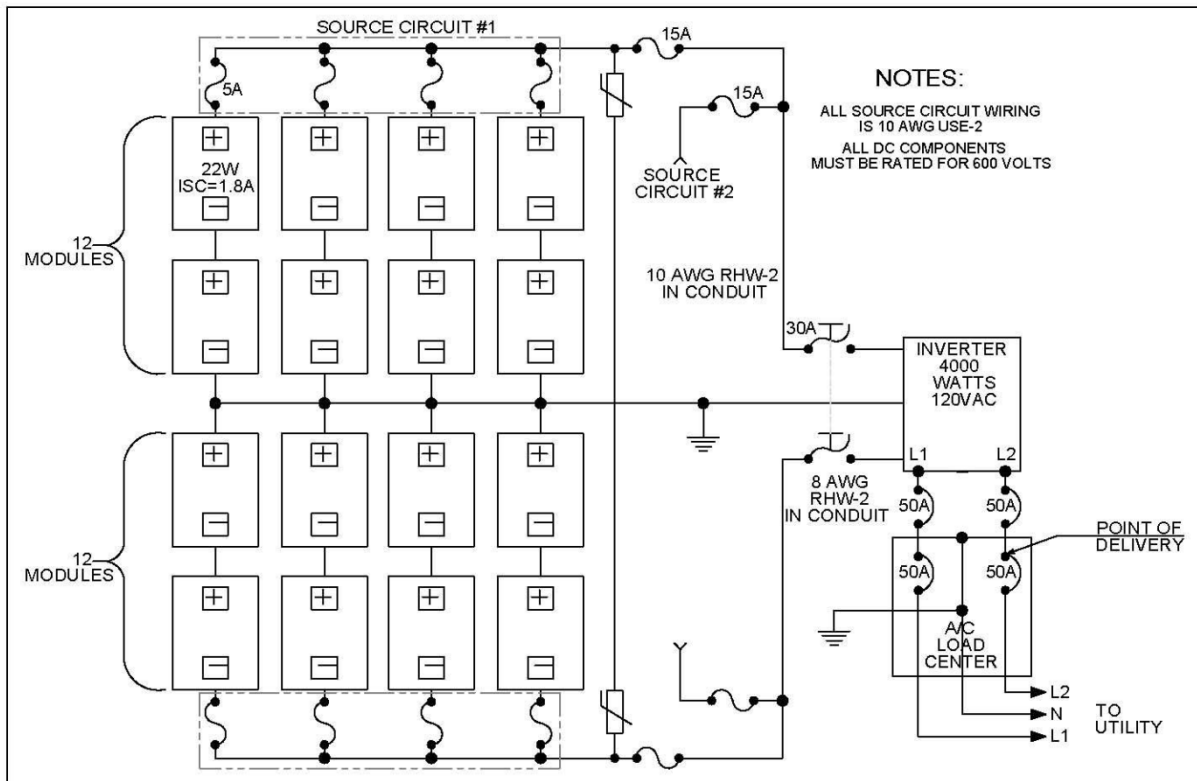 SOURCE CIRCUIT #1
15A
5A
NOTES:
15A
ALL SOURCE CIRCUIT WIRING
IS 10 AWG USE-2
ALL DC COMPONENTS
MUST BE RATED FOR 600 VOLTS
+
+
+
+
22W
ISC=1.8A
SOURCE
CIRCUIT #2
12
MODULES
10 AWG RHW-2
IN CONDUIT
+
+
+
+
30A
INVERTER
4000
WATTS
120VAC
+
+
+
+
L1
L2
8 AWG
RHW-2
IN CONDUIT
50A
50A
POINT OF
DELIVERY
12
MODULES
50A
50A
+
+
+
+
A/C
LOAD
CENTER
L2
N
L1
TO
UTILITY